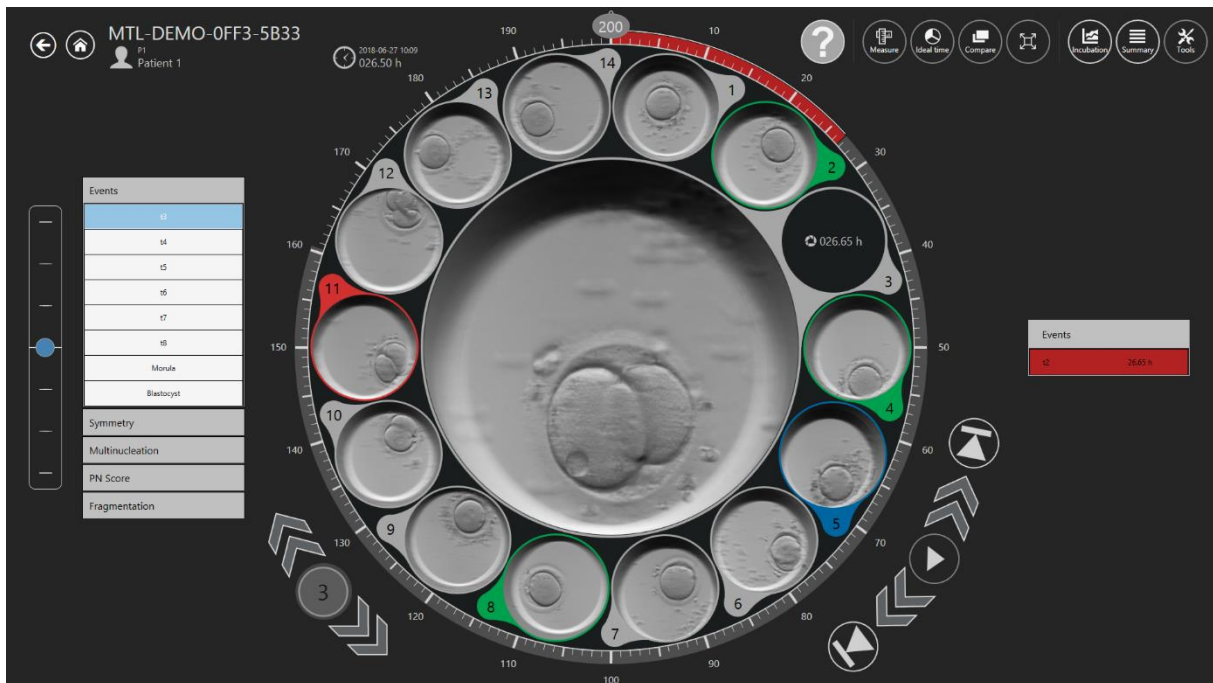 MTL-DEMO-0FF3-5B33
P1
Patient 1
2018-06-27 10:09
026.50 h
?
Measure
Ideal time
Compare
Incubation
Summary
Tools
200
10
20
30
40
50
60
70
80
90
100
110
120
130
140
150
160
170
180
190
1
2
3
4
5
6
7
8
9
10
11
12
13
14
026.65 h
Events
t3
t4
t5
t6
t7
t8
Morula
Blastocyst
Symmetry
Multinucleation
PN Score
Fragmentation
3
Events
t2 26.65 h